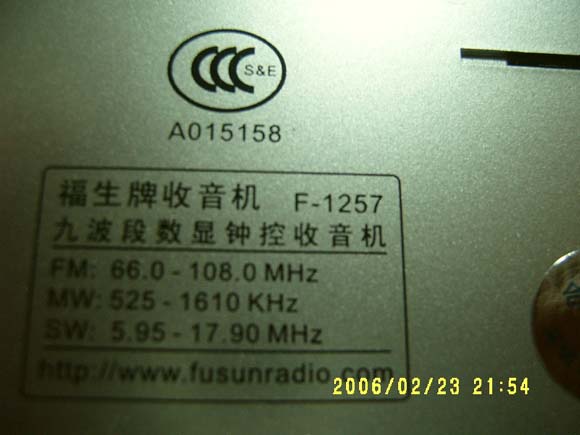 CCC S&E
A015158
福生牌收音机 F-1257
九波段数显钟控收音机
FM: 66.0 - 108.0 MHz
MW: 525 - 1610 KHz
SW: 5.95 - 17.90 MHz
http://www.fusunradio.com
2006/02/23 21:54